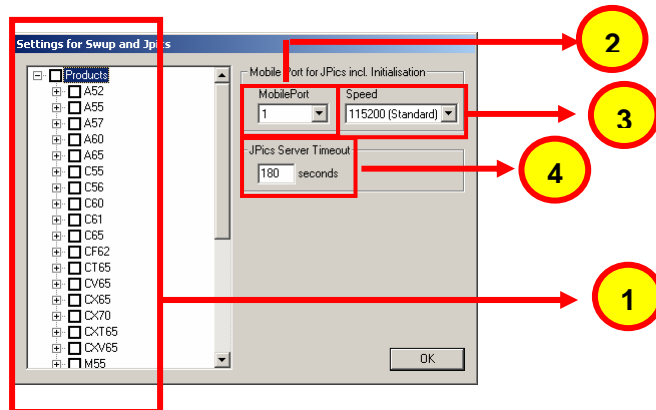 Settings for Swup and Jpics
Products
A52
A55
A57
A60
A65
C55
C56
C60
C61
C65
CF62
CT65
CV65
CX65
CX70
CXT65
CXV65
M55
Mobile Port for JPics incl. Initialisation
MobilePort
Speed
1
115200 (Standard)
JPics Server Timeout
180 seconds
OK
2
3
4
1